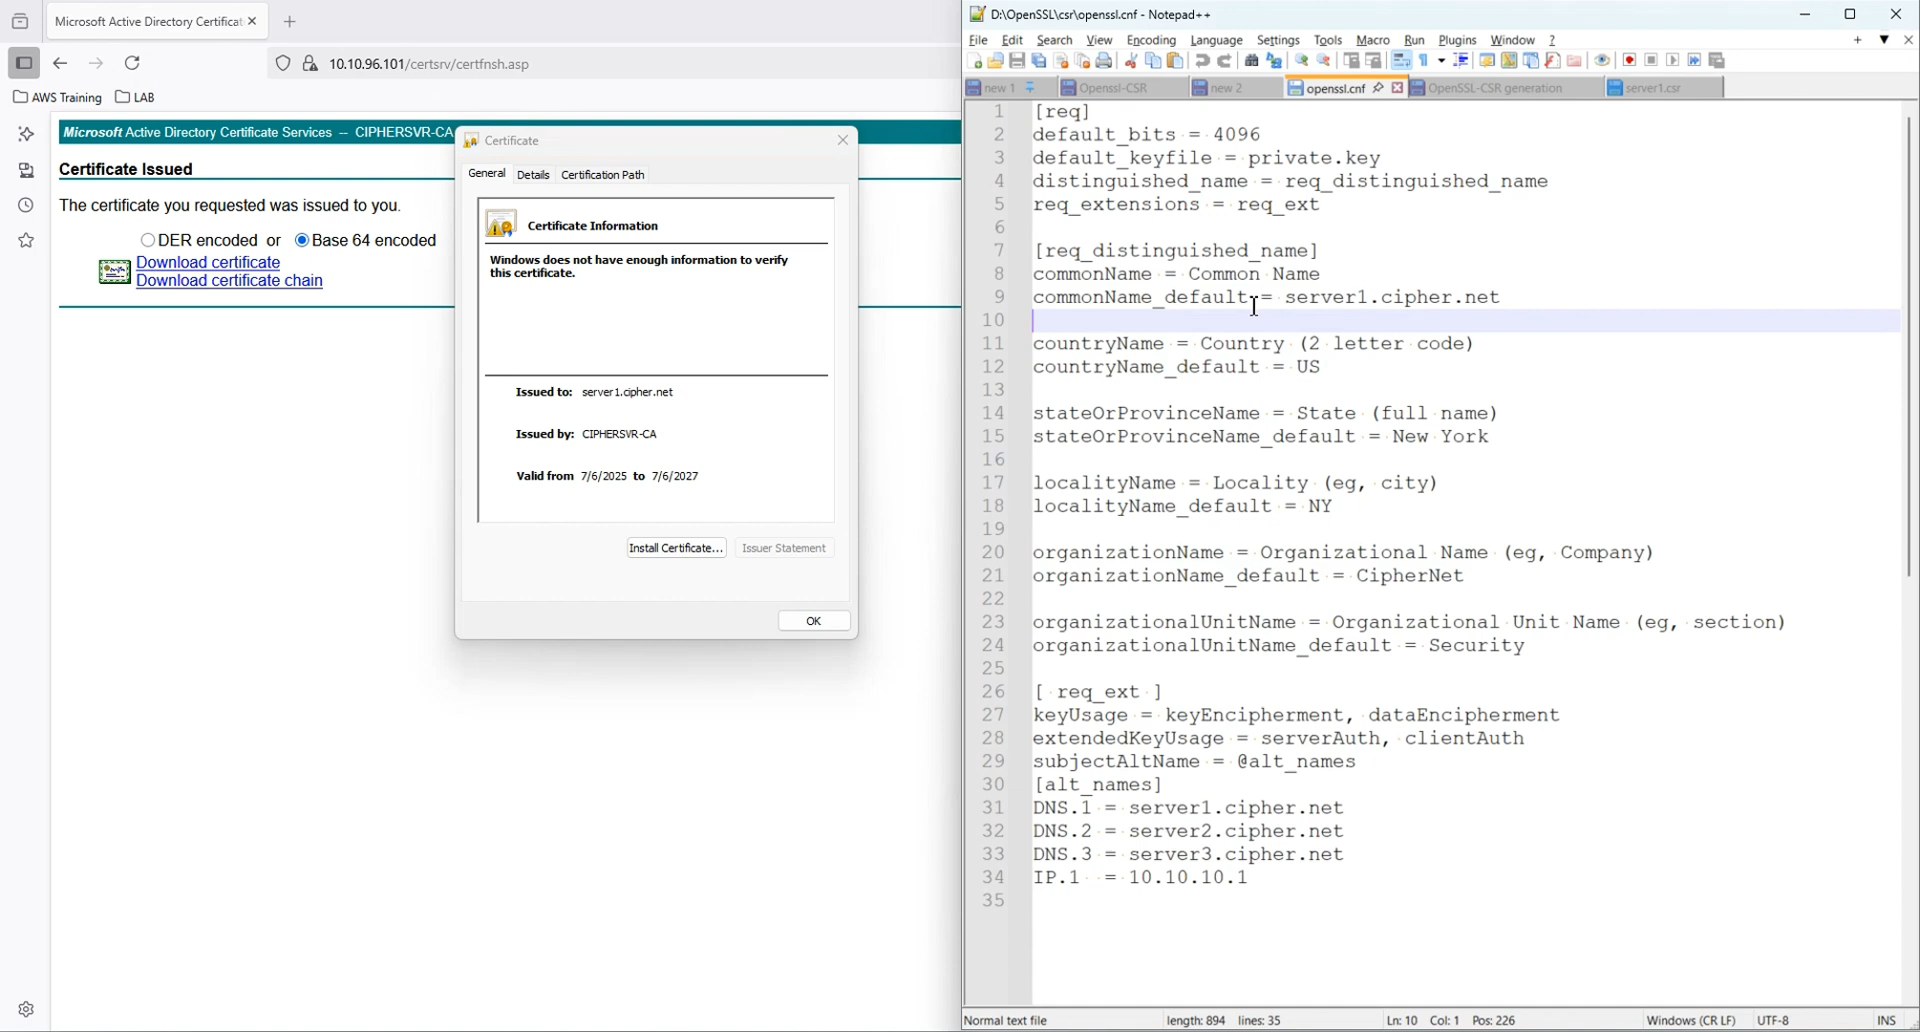 Microsoft Active Directory Certificat
10.10.96.101/certsrv/certfnsh.asp
AWS Training
LAB
Microsoft Active Directory Certificate Services -- CIPHERSVR-CA
Certificate Issued
The certificate you requested was issued to you.
DER encoded or Base 64 encoded
Download certificate
Download certificate chain
Certificate
General Details Certification Path
Certificate Information
Windows does not have enough information to verify
this certificate.
Issued to: server1.cipher.net
Issued by: CIPHERSVR-CA
Valid from 7/6/2025 to 7/6/2027
Install Certificate... Issuer Statement
OK
D:\OpenSSL\csr\openssl.cnf - Notepad++
File Edit Search View Encoding Language Settings Tools Macro Run Plugins Window ?
new 1 Openssl-CSR new 2 openssl.cnf OpenSSL-CSR generation server1.csr
1 [req]
2 default_bits = 4096
3 default_keyfile = private.key
4 distinguished_name = req_distinguished_name
5 req_extensions = req_ext
6
7 [req_distinguished_name]
8 commonName = Common Name
9 commonName_default = server1.cipher.net
10
11 countryName = Country (2 letter code)
12 countryName_default = US
13
14 stateOrProvinceName = State (full name)
15 stateOrProvinceName_default = New York
16
17 localityName = Locality (eg, city)
18 localityName_default = NY
19
20 organizationName = Organizational Name (eg, Company)
21 organizationName_default = CipherNet
22
23 organizationalUnitName = Organizational Unit Name (eg, section)
24 organizationalUnitName_default = Security
25
26 [ req_ext ]
27 keyUsage = keyEncipherment, dataEncipherment
28 extendedKeyUsage = serverAuth, clientAuth
29 subjectAltName = @alt_names
30 [alt_names]
31 DNS.1 = server1.cipher.net
32 DNS.2 = server2.cipher.net
33 DNS.3 = server3.cipher.net
34 IP.1  = 10.10.10.1
35
Normal text file length: 894 lines: 35 Ln: 10 Col: 1 Pos: 226 Windows (CR LF) UTF-8 INS